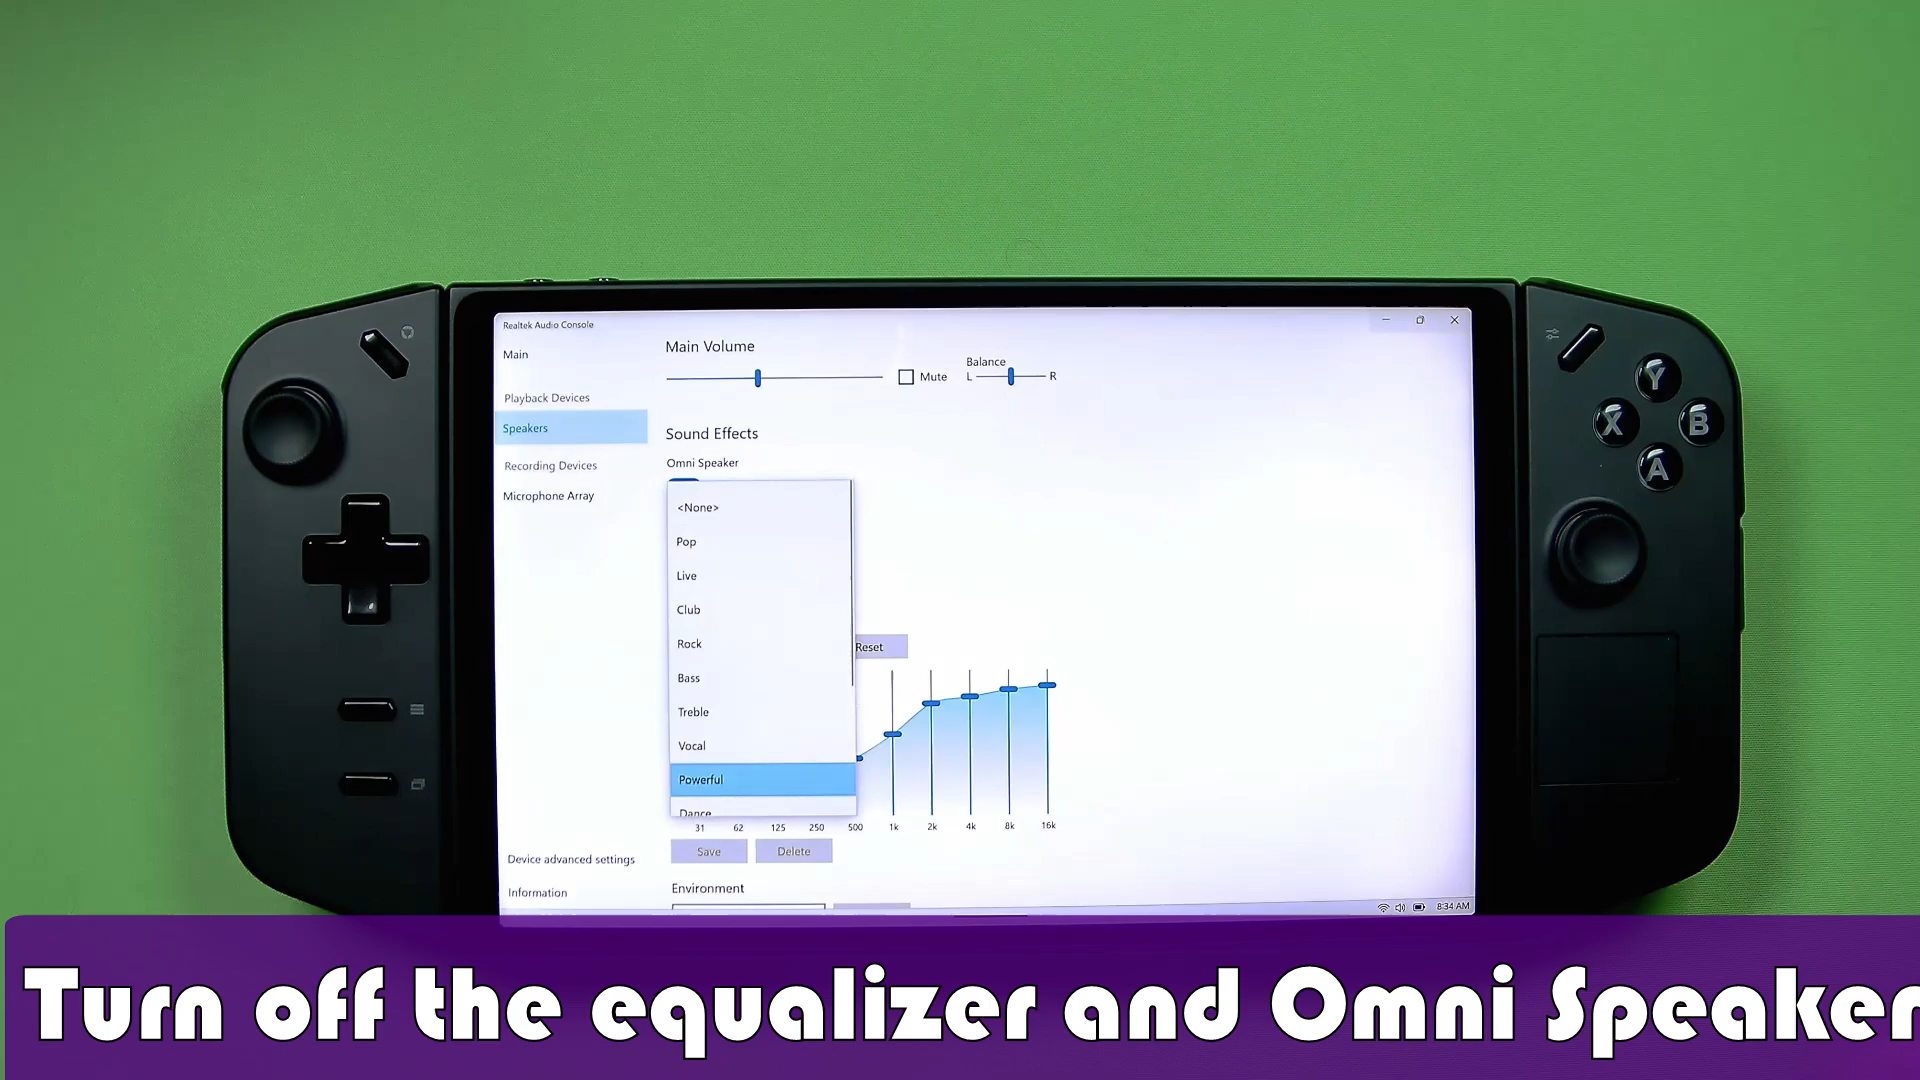 Realtek Audio Console
Main
Playback Devices
Speakers
Recording Devices
Microphone Array
Device advanced settings
Information
Main Volume
Mute
Balance
L
R
Sound Effects
Omni Speaker
<None>
Pop
Live
Club
Rock
Bass
Treble
Vocal
Powerful
Dance
Reset
31 62 125 250 500 1k 2k 4k 8k 16k
Save Delete
Environment
8:34 AM
Y
X
B
A
Turn off the equalizer and Omni Speaker